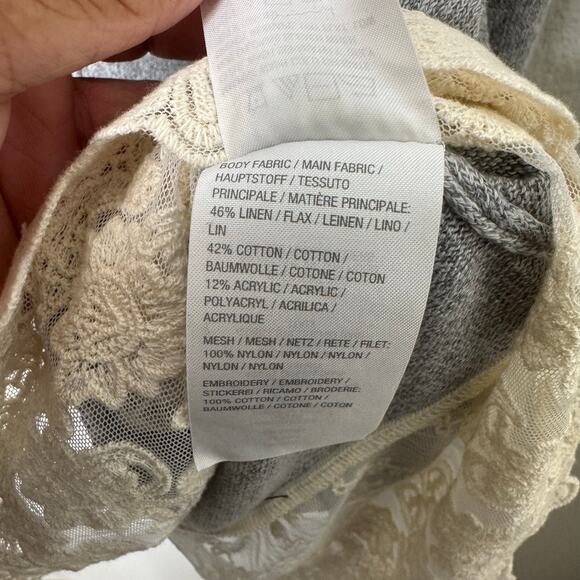 BODY FABRIC / MAIN FABRIC /
HAUPTSTOFF / TESSUTO
PRINCIPALE / MATIÈRE PRINCIPALE:
46% LINEN / FLAX / LEINEN / LINO /
LIN
42% COTTON / COTTON /
BAUMWOLLE / COTONE / COTON
12% ACRYLIC / ACRYLIC /
POLYACRYL / ACRILICA /
ACRYLIQUE
MESH / MESH / NETZ / RETE / FILET:
100% NYLON / NYLON / NYLON /
NYLON / NYLON
EMBROIDERY / EMBROIDERY /
STICKEREI / RICAMO / BRODERIE:
100% COTTON / COTTON /
BAUMWOLLE / COTONE / COTON